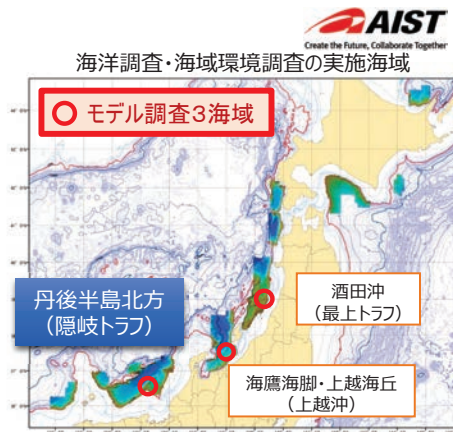 AIST
Create the Future, Collaborate Together
海洋調査・海域環境調査の実施海域
モデル調査3海域
丹後半島北方
（隠岐トラフ）
酒田沖
（最上トラフ）
海鷹海脚・上越海丘
（上越沖）